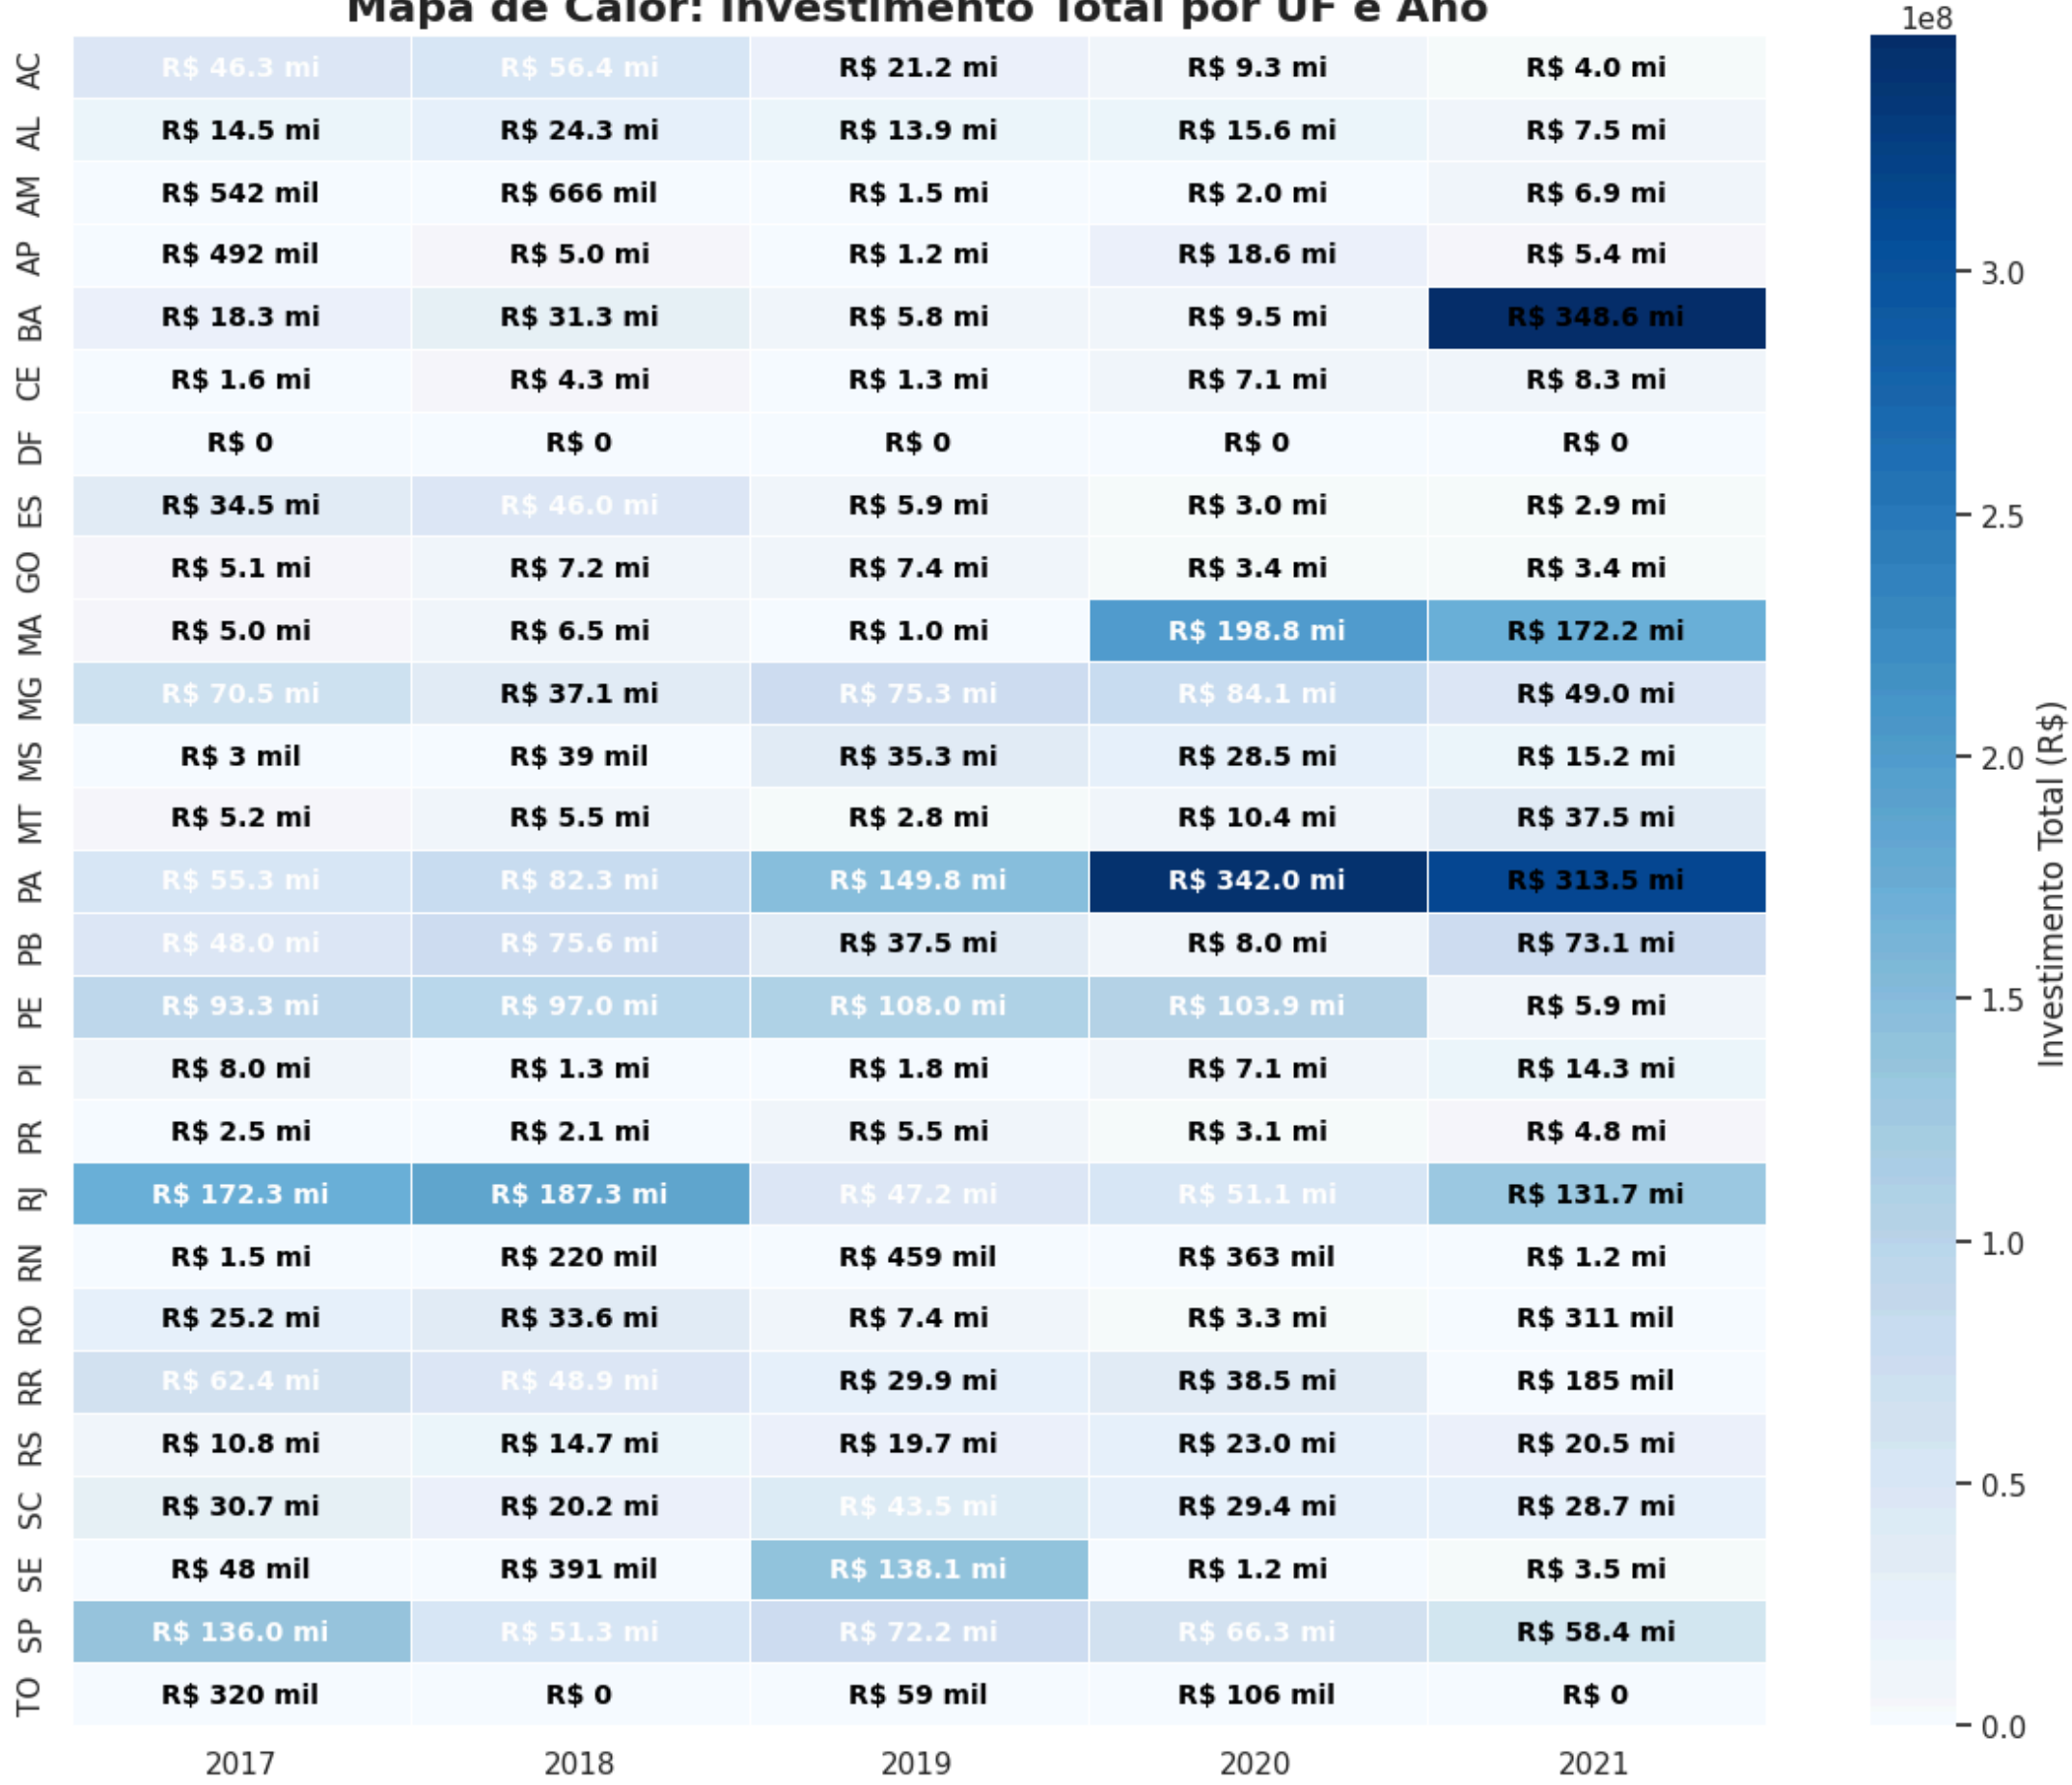 Mapa de Calor: Investimento Total por UF e Ano
1e8
AC R$ 46.3 mi R$ 56.4 mi R$ 21.2 mi R$ 9.3 mi R$ 4.0 mi
AL R$ 14.5 mi R$ 24.3 mi R$ 13.9 mi R$ 15.6 mi R$ 7.5 mi
AM R$ 542 mil R$ 666 mil R$ 1.5 mi R$ 2.0 mi R$ 6.9 mi
AP R$ 492 mil R$ 5.0 mi R$ 1.2 mi R$ 18.6 mi R$ 5.4 mi
3.0
BA R$ 18.3 mi R$ 31.3 mi R$ 5.8 mi R$ 9.5 mi R$ 348.6 mi
CE R$ 1.6 mi R$ 4.3 mi R$ 1.3 mi R$ 7.1 mi R$ 8.3 mi
DF R$ 0 R$ 0 R$ 0 R$ 0 R$ 0
ES R$ 34.5 mi R$ 46.0 mi R$ 5.9 mi R$ 3.0 mi R$ 2.9 mi
2.5
GO R$ 5.1 mi R$ 7.2 mi R$ 7.4 mi R$ 3.4 mi R$ 3.4 mi
MA R$ 5.0 mi R$ 6.5 mi R$ 1.0 mi R$ 198.8 mi R$ 172.2 mi
MG R$ 70.5 mi R$ 37.1 mi R$ 75.3 mi R$ 84.1 mi R$ 49.0 mi
MS R$ 3 mil R$ 39 mil R$ 35.3 mi R$ 28.5 mi R$ 15.2 mi
2.0
MT R$ 5.2 mi R$ 5.5 mi R$ 2.8 mi R$ 10.4 mi R$ 37.5 mi
PA R$ 55.3 mi R$ 82.3 mi R$ 149.8 mi R$ 342.0 mi R$ 313.5 mi
Investimento Total (R$)
PB R$ 48.0 mi R$ 75.6 mi R$ 37.5 mi R$ 8.0 mi R$ 73.1 mi
PE R$ 93.3 mi R$ 97.0 mi R$ 108.0 mi R$ 103.9 mi R$ 5.9 mi
1.5
PI R$ 8.0 mi R$ 1.3 mi R$ 1.8 mi R$ 7.1 mi R$ 14.3 mi
PR R$ 2.5 mi R$ 2.1 mi R$ 5.5 mi R$ 3.1 mi R$ 4.8 mi
RJ R$ 172.3 mi R$ 187.3 mi R$ 47.2 mi R$ 51.1 mi R$ 131.7 mi
1.0
RN R$ 1.5 mi R$ 220 mil R$ 459 mil R$ 363 mil R$ 1.2 mi
RO R$ 25.2 mi R$ 33.6 mi R$ 7.4 mi R$ 3.3 mi R$ 311 mil
RR R$ 62.4 mi R$ 48.9 mi R$ 29.9 mi R$ 38.5 mi R$ 185 mil
RS R$ 10.8 mi R$ 14.7 mi R$ 19.7 mi R$ 23.0 mi R$ 20.5 mi
0.5
SC R$ 30.7 mi R$ 20.2 mi R$ 43.5 mi R$ 29.4 mi R$ 28.7 mi
SE R$ 48 mil R$ 391 mil R$ 138.1 mi R$ 1.2 mi R$ 3.5 mi
SP R$ 136.0 mi R$ 51.3 mi R$ 72.2 mi R$ 66.3 mi R$ 58.4 mi
TO R$ 320 mil R$ 0 R$ 59 mil R$ 106 mil R$ 0
0.0
2017 2018 2019 2020 2021